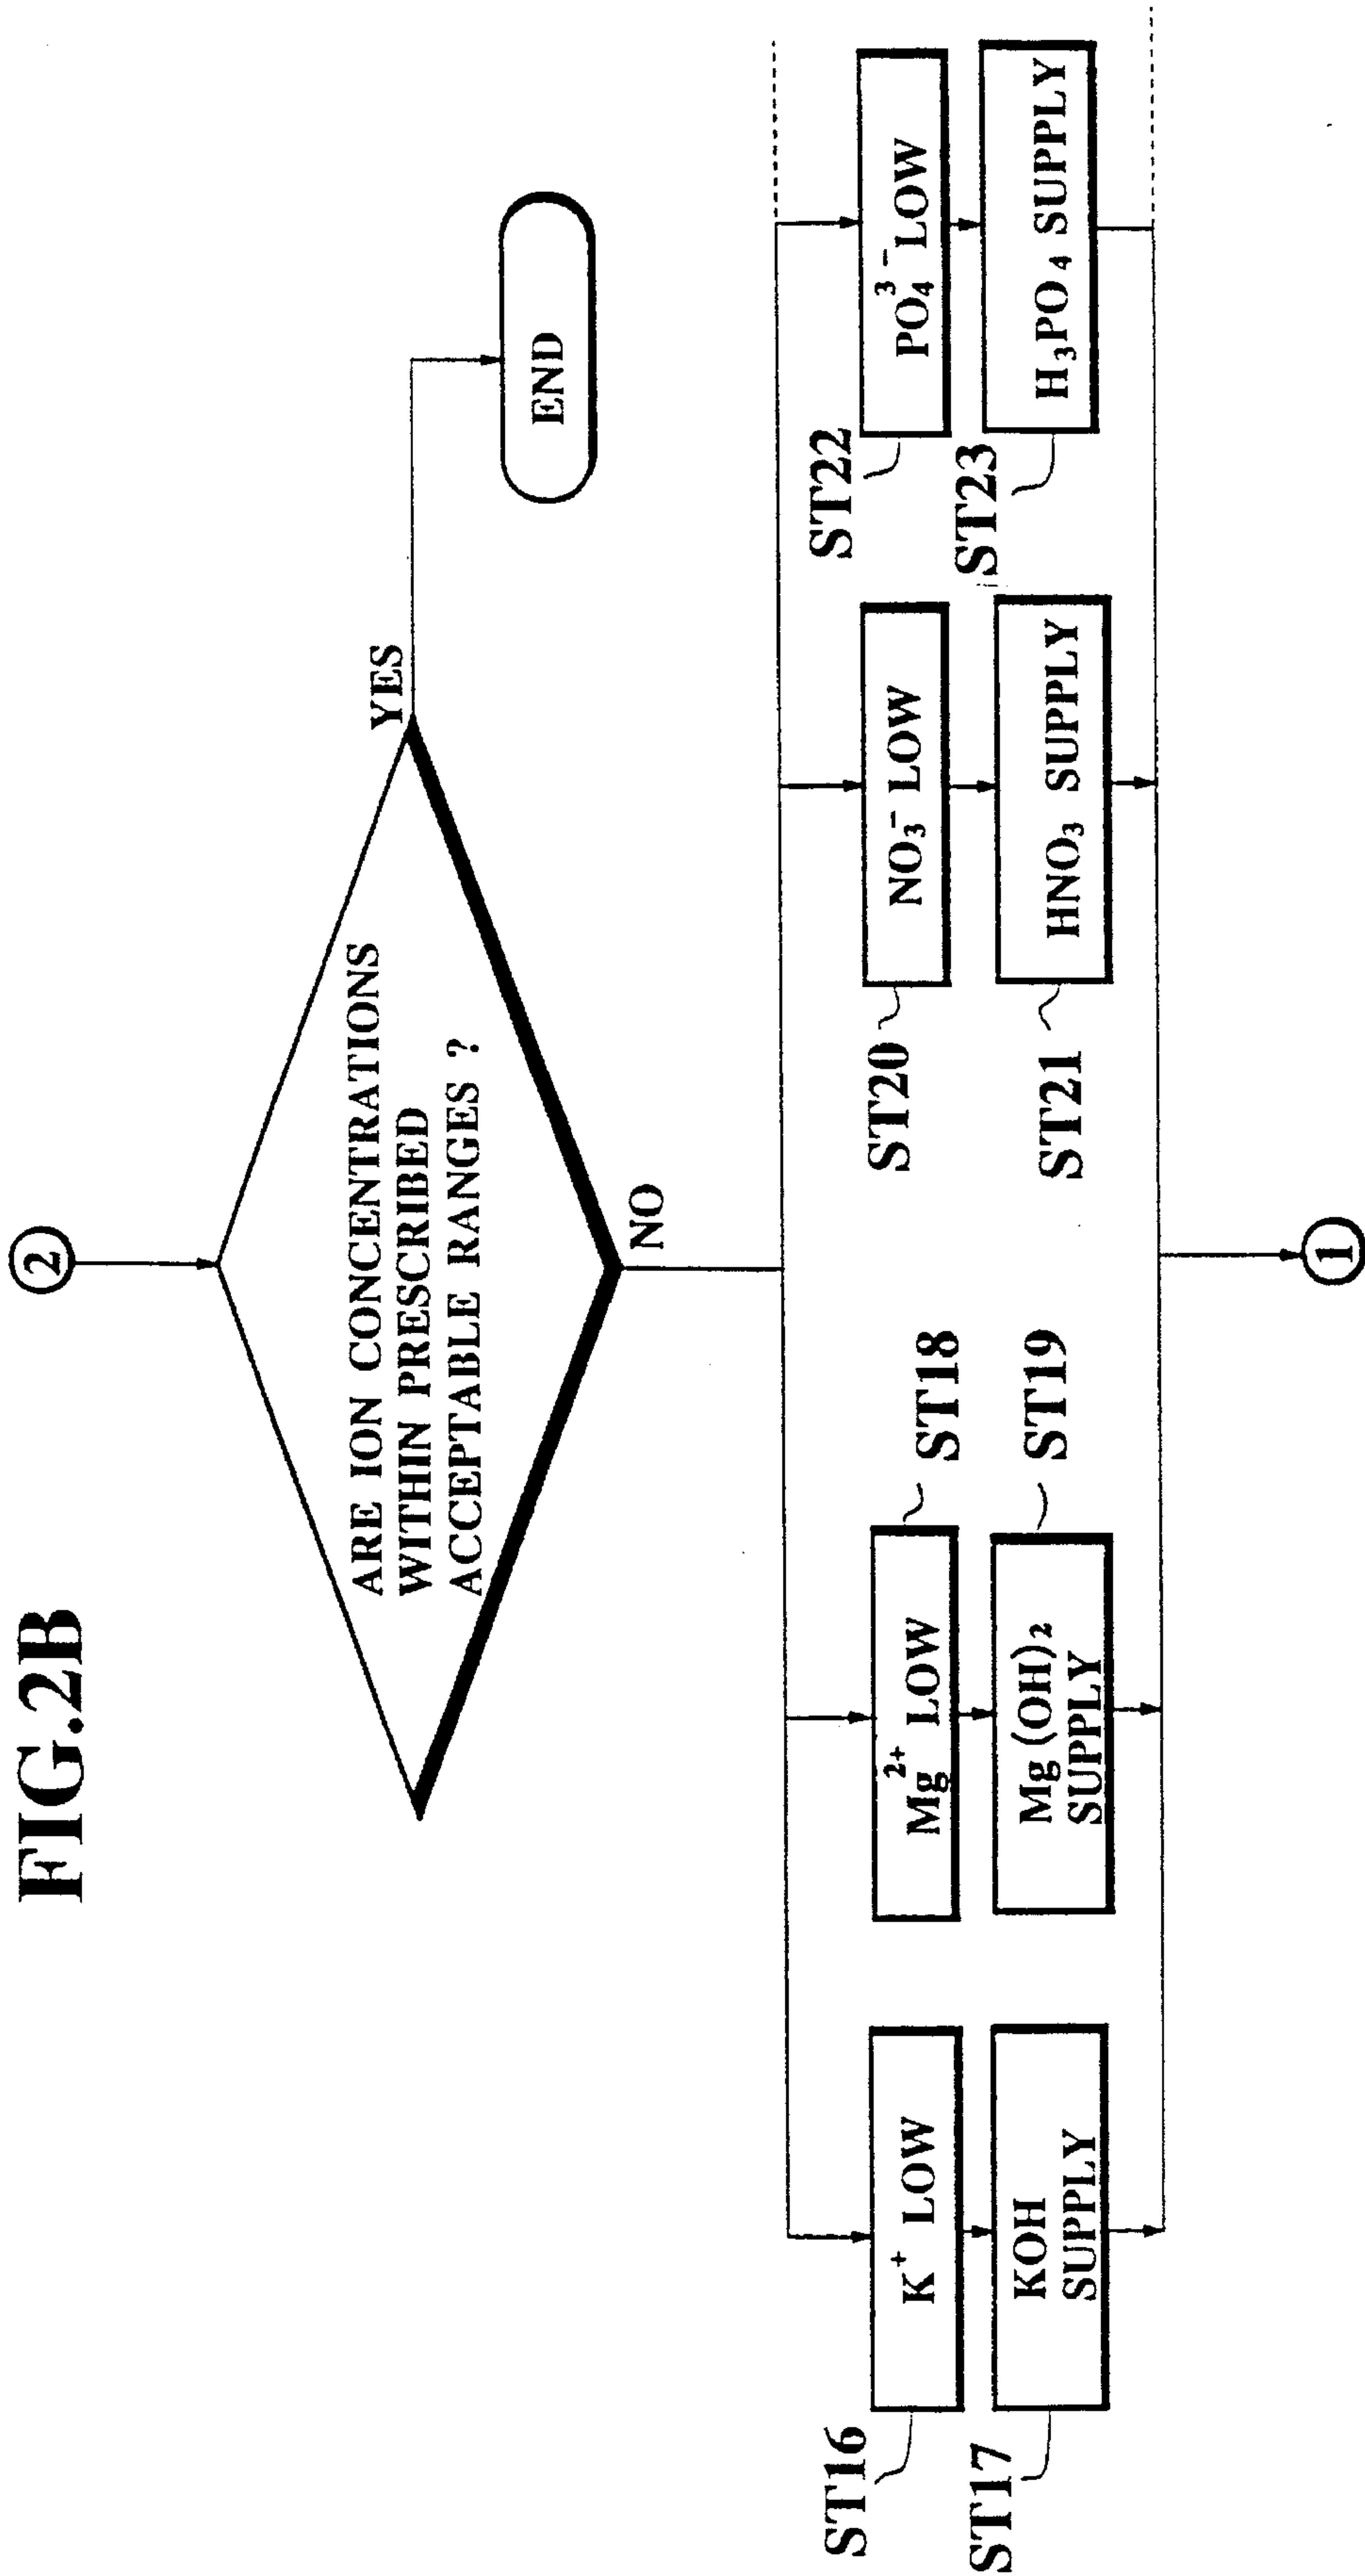 FIG.2B
2
ARE ION CONCENTRATIONS
WITHIN PRESCRIBED
ACCEPTABLE RANGES ?
YES
END
NO
ST16
K⁺ LOW
ST17
KOH
SUPPLY
Mg²⁺ LOW
ST18
Mg(OH)₂
SUPPLY
ST19
ST20
NO₃⁻ LOW
ST21
HNO₃ SUPPLY
ST22
PO₄³⁻ LOW
ST23
H₃PO₄ SUPPLY
1